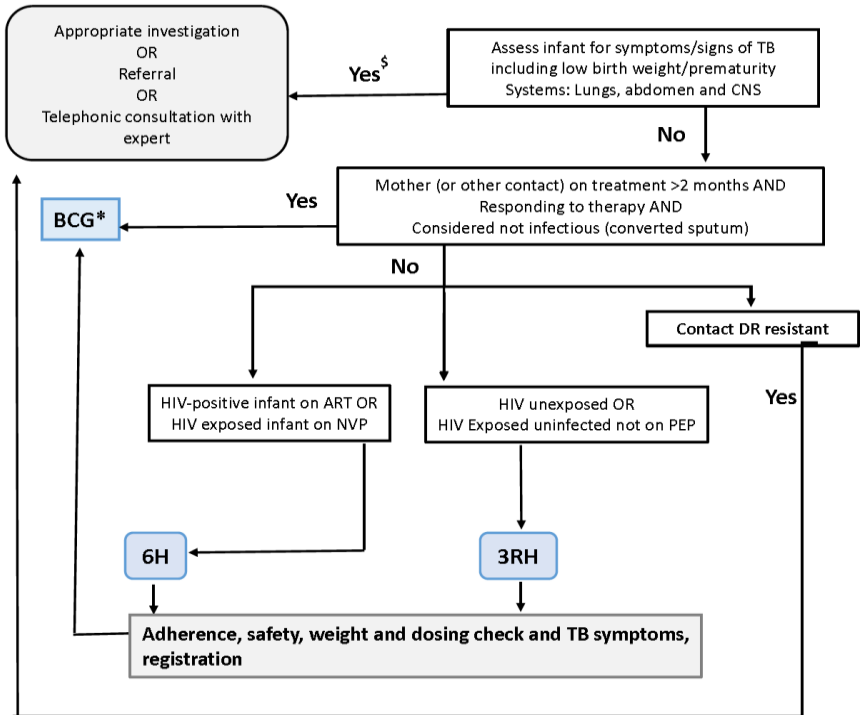 Appropriate investigation
OR
Referral
OR
Telephonic consultation with
expert
Yes$
Assess infant for symptoms/signs of TB
including low birth weight/prematurity
Systems: Lungs, abdomen and CNS
No
Mother (or other contact) on treatment >2 months AND
Responding to therapy AND
Considered not infectious (converted sputum)
Yes
BCG*
No
Contact DR resistant
Yes
HIV-positive infant on ART OR
HIV exposed infant on NVP
HIV unexposed OR
HIV Exposed uninfected not on PEP
6H
3RH
Adherence, safety, weight and dosing check and TB symptoms,
registration